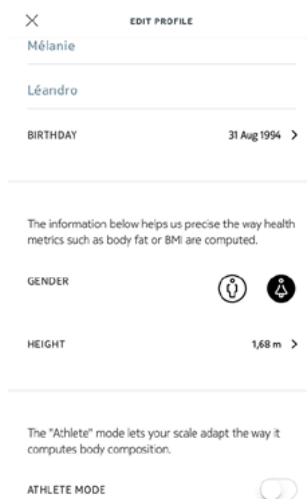 EDIT PROFILE
Mélanie
Léandro
BIRTHDAY 31 Aug 1994
The information below helps us precise the way health
metrics such as body fat or BMI are computed.
GENDER
HEIGHT 1,68 m
The "Athlete" mode lets your scale adapt the way it
computes body composition.
ATHLETE MODE